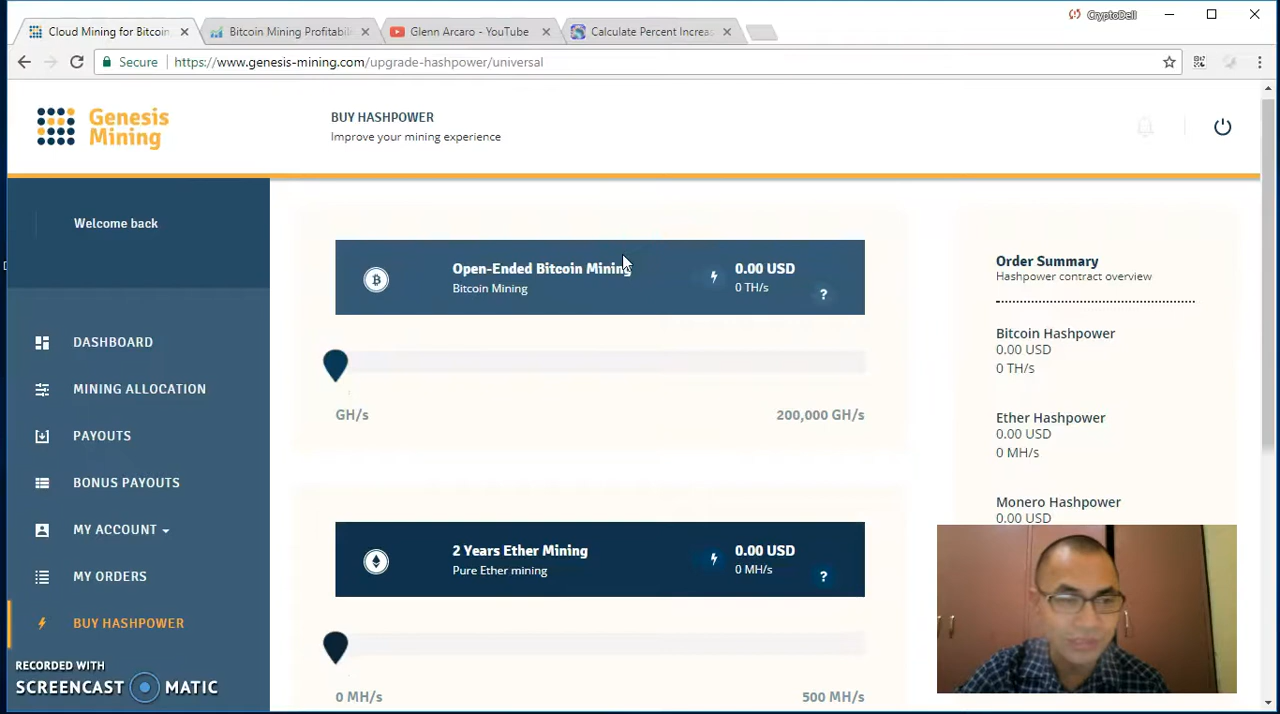 CryptoDell
Cloud Mining for Bitcoin
Bitcoin Mining Profitabili
Glenn Arcaro - YouTube
Calculate Percent Increas
Secure
https://www.genesis-mining.com/upgrade-hashpower/universal
Genesis
Mining
BUY HASHPOWER
Improve your mining experience
Welcome back
DASHBOARD
MINING ALLOCATION
PAYOUTS
BONUS PAYOUTS
MY ACCOUNT
MY ORDERS
BUY HASHPOWER
Open-Ended Bitcoin Mining
Bitcoin Mining
0.00 USD
0 TH/s
?
GH/s
200,000 GH/s
2 Years Ether Mining
Pure Ether mining
0.00 USD
0 MH/s
?
0 MH/s
500 MH/s
Order Summary
Hashpower contract overview
Bitcoin Hashpower
0.00 USD
0 TH/s
Ether Hashpower
0.00 USD
0 MH/s
Monero Hashpower
0.00 USD
RECORDED WITH
SCREENCAST MATIC